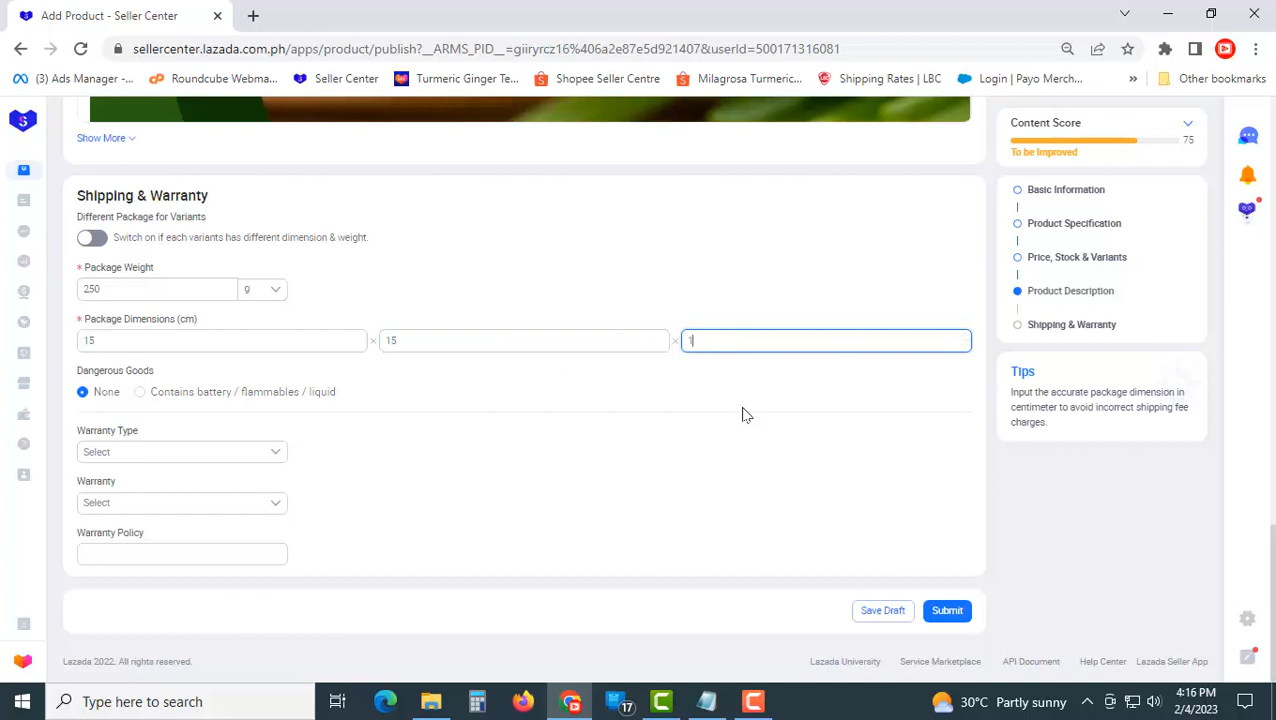 Add Product - Seller Center
sellercenter.lazada.com.ph/apps/product/publish?__ARMS_PID__=giiryrcz16%406a2e87e5d921407&userId=500171316081
(3) Ads Manager -... Roundcube Webma... Seller Center Turmeric Ginger Te... Shopee Seller Centre Milagrosa Turmeric... Shipping Rates | LBC Login | Payo Merch... » Other bookmarks
Show More
Content Score
75
To be Improved
Shipping & Warranty
Different Package for Variants
Switch on if each variants has different dimension & weight.
* Package Weight
250 g
* Package Dimensions (cm)
15 × 15 × 1
Dangerous Goods
None Contains battery / flammables / liquid
Warranty Type
Select
Warranty
Select
Warranty Policy
Save Draft Submit
Basic Information
Product Specification
Price, Stock & Variants
Product Description
Shipping & Warranty
Tips
Input the accurate package dimension in
centimeter to avoid incorrect shipping fee
charges.
Lazada 2022. All rights reserved. Lazada University Service Marketplace API Document Help Center Lazada Seller App
Type here to search
17
30°C Partly sunny
4:16 PM
2/4/2023